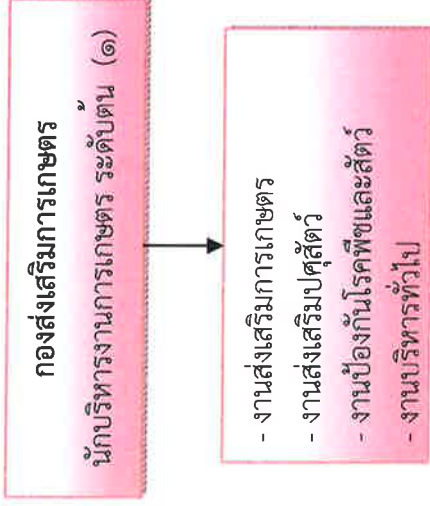 กองส่งเสริมการเกษตร
นักบริหารงานการเกษตร ระดับต้น (๑)
- งานส่งเสริมการเกษตร
- งานส่งเสริมปศุสัตว์
- งานป้องกันโรคพืชและสัตว์
- งานบริหารทั่วไป